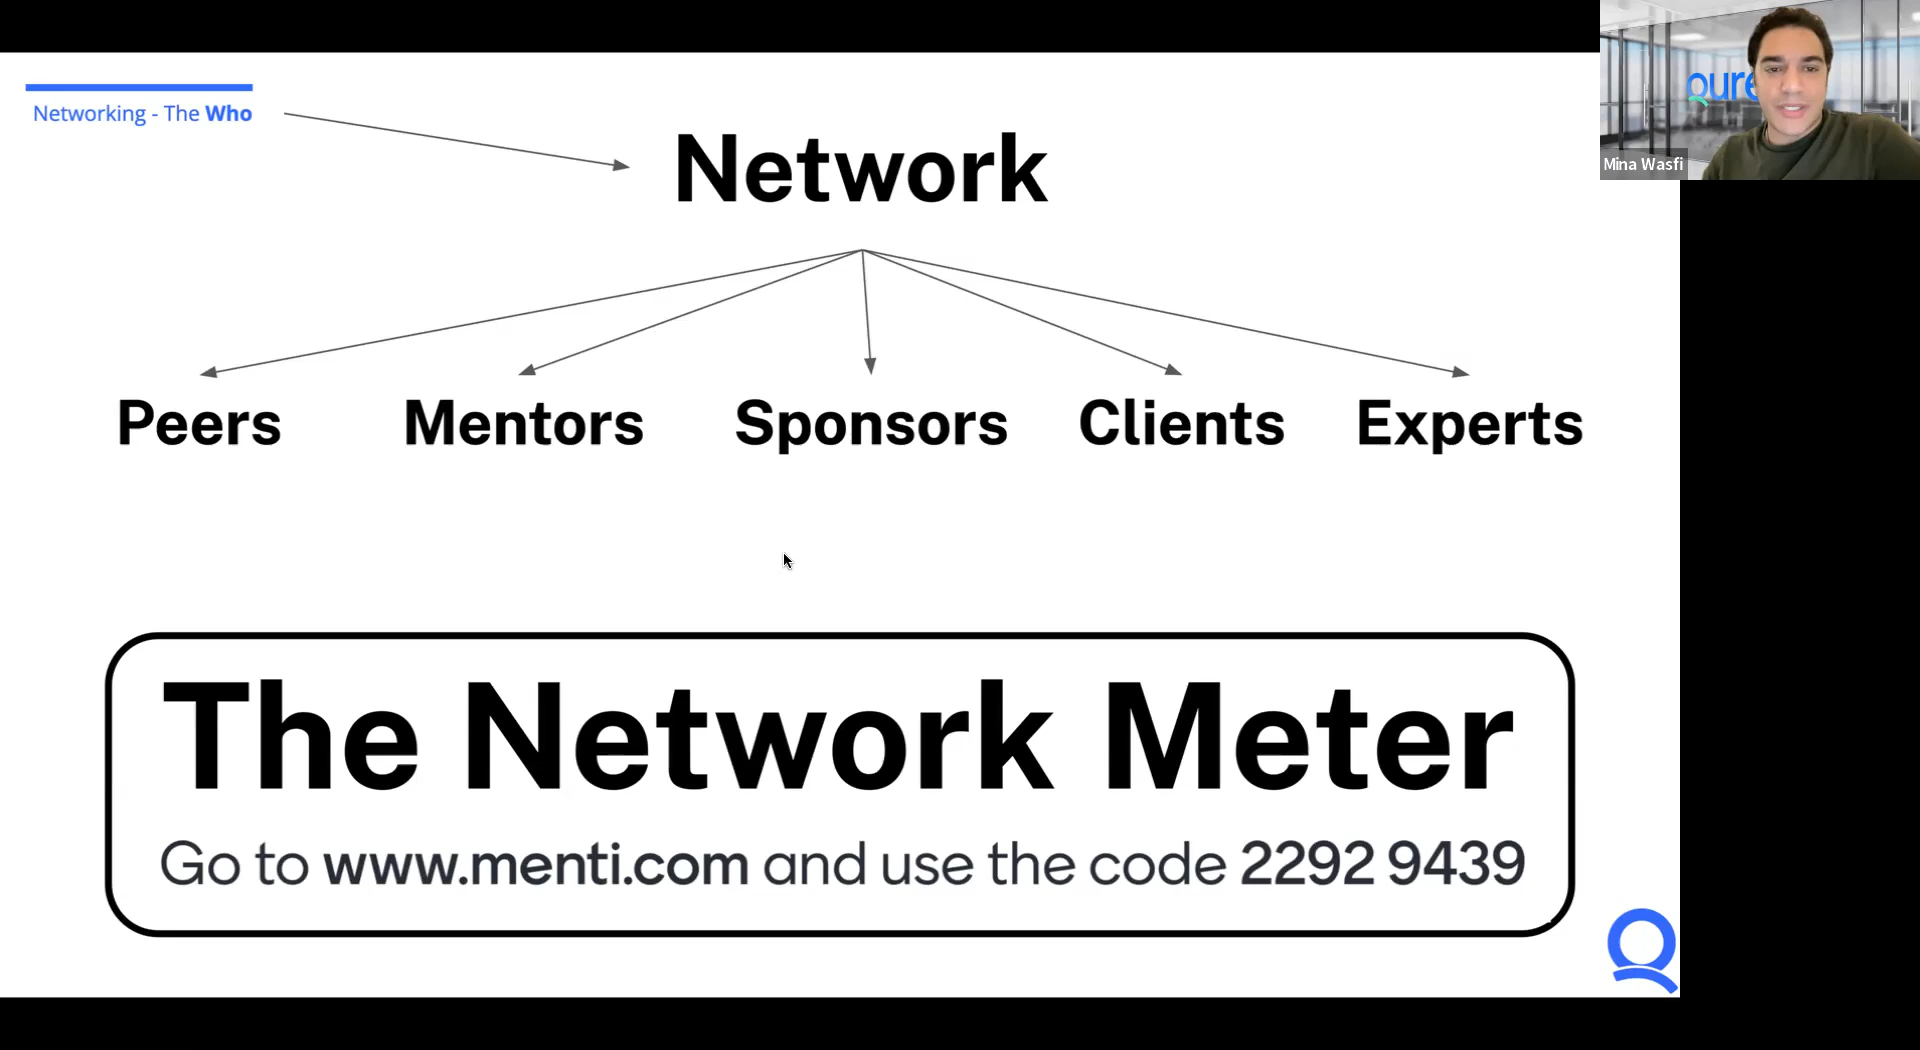 Networking - The Who
Network
Peers
Mentors
Sponsors
Clients
Experts
The Network Meter
Go to www.menti.com and use the code 2292 9439
Mina Wasfi